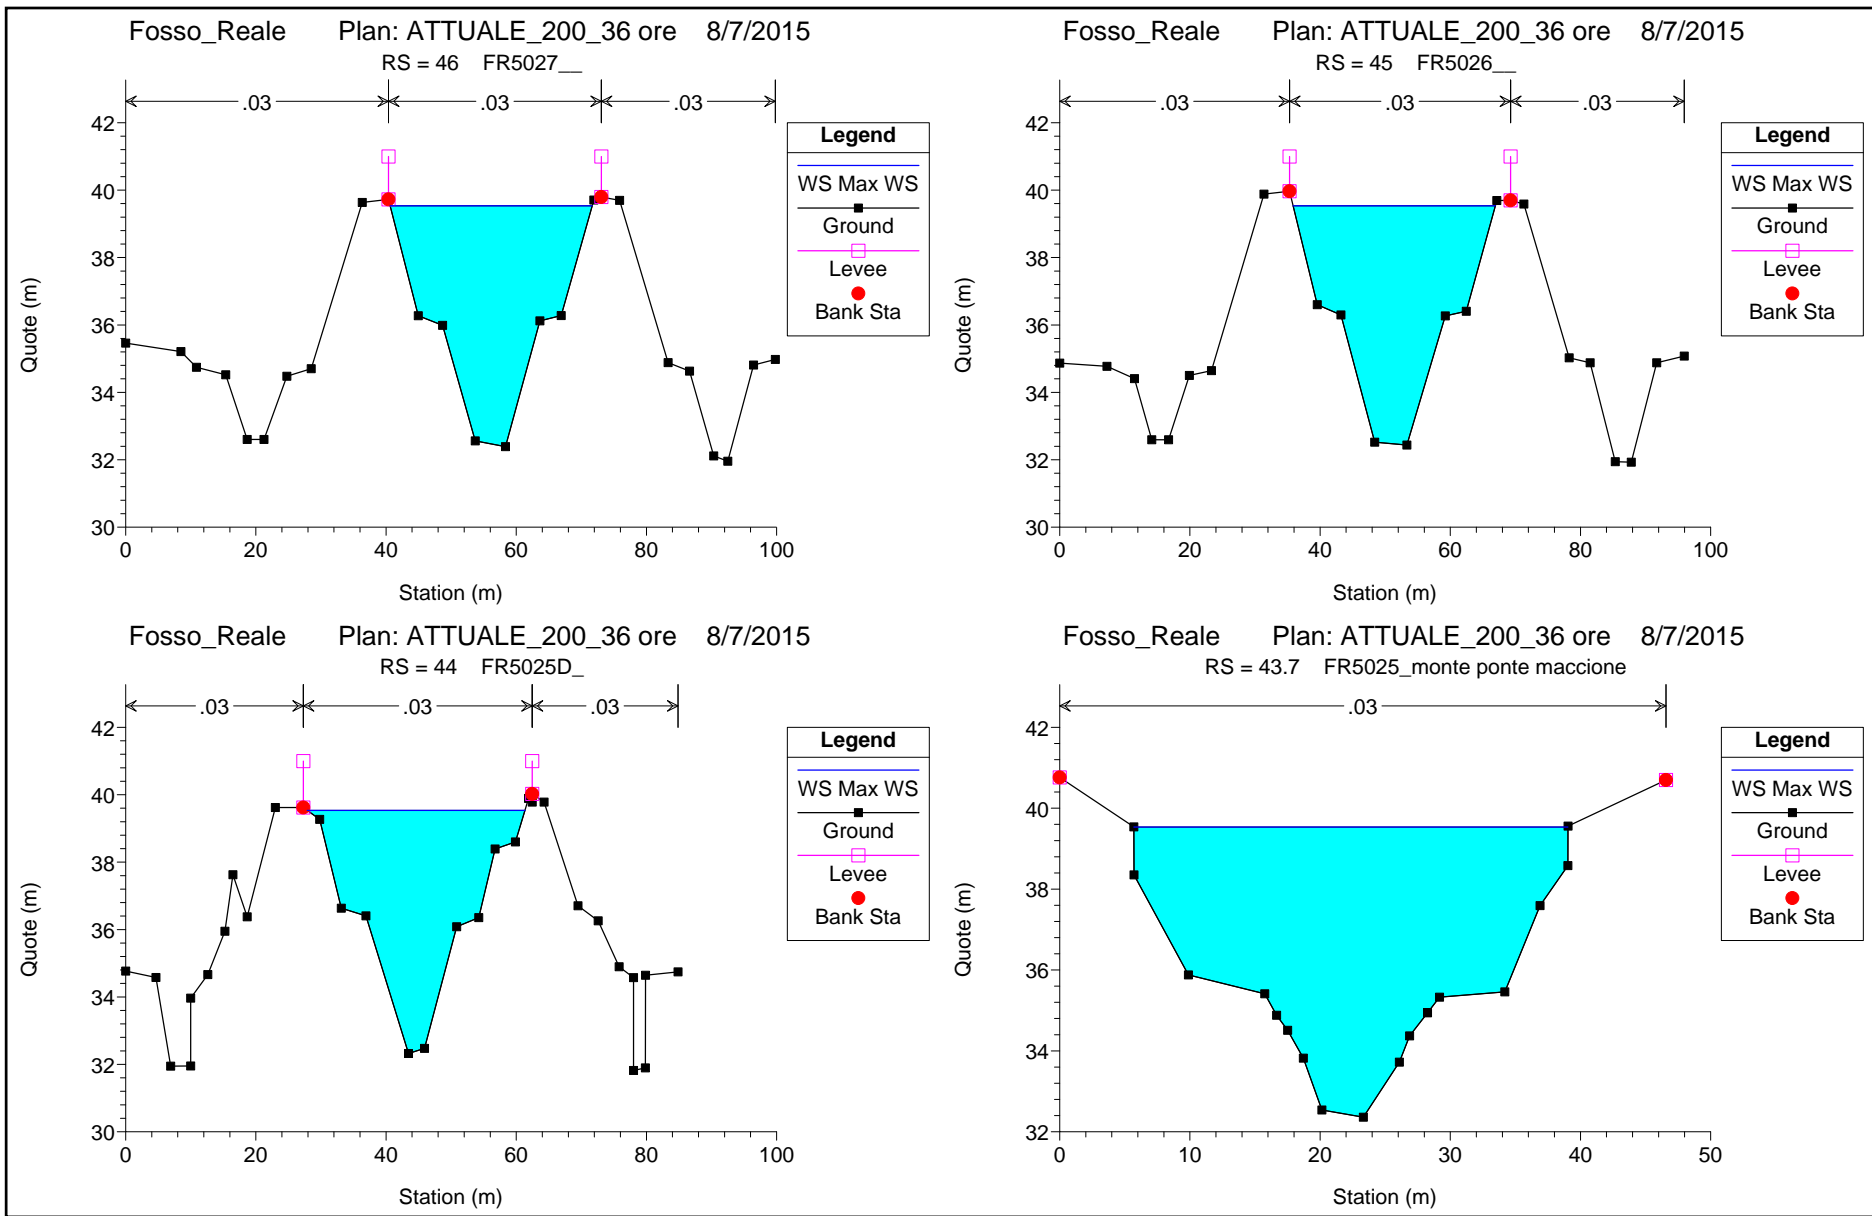 Fosso_Reale Plan: ATTUALE_200_36 ore 8/7/2015
RS = 46 FR5027__
.03 .03 .03
42
40
38
36
34
32
30
0 20 40 60 80 100
Quote (m)
Station (m)
Legend
WS Max WS
Ground
Levee
Bank Sta
Fosso_Reale Plan: ATTUALE_200_36 ore 8/7/2015
RS = 45 FR5026__
.03 .03 .03
42
40
38
36
34
32
30
0 20 40 60 80 100
Quote (m)
Station (m)
Legend
WS Max WS
Ground
Levee
Bank Sta
Fosso_Reale Plan: ATTUALE_200_36 ore 8/7/2015
RS = 44 FR5025D_
.03 .03 .03
42
40
38
36
34
32
30
0 20 40 60 80 100
Quote (m)
Station (m)
Legend
WS Max WS
Ground
Levee
Bank Sta
Fosso_Reale Plan: ATTUALE_200_36 ore 8/7/2015
RS = 43.7 FR5025_monte ponte maccione
.03
42
40
38
36
34
32
0 10 20 30 40 50
Quote (m)
Station (m)
Legend
WS Max WS
Ground
Levee
Bank Sta